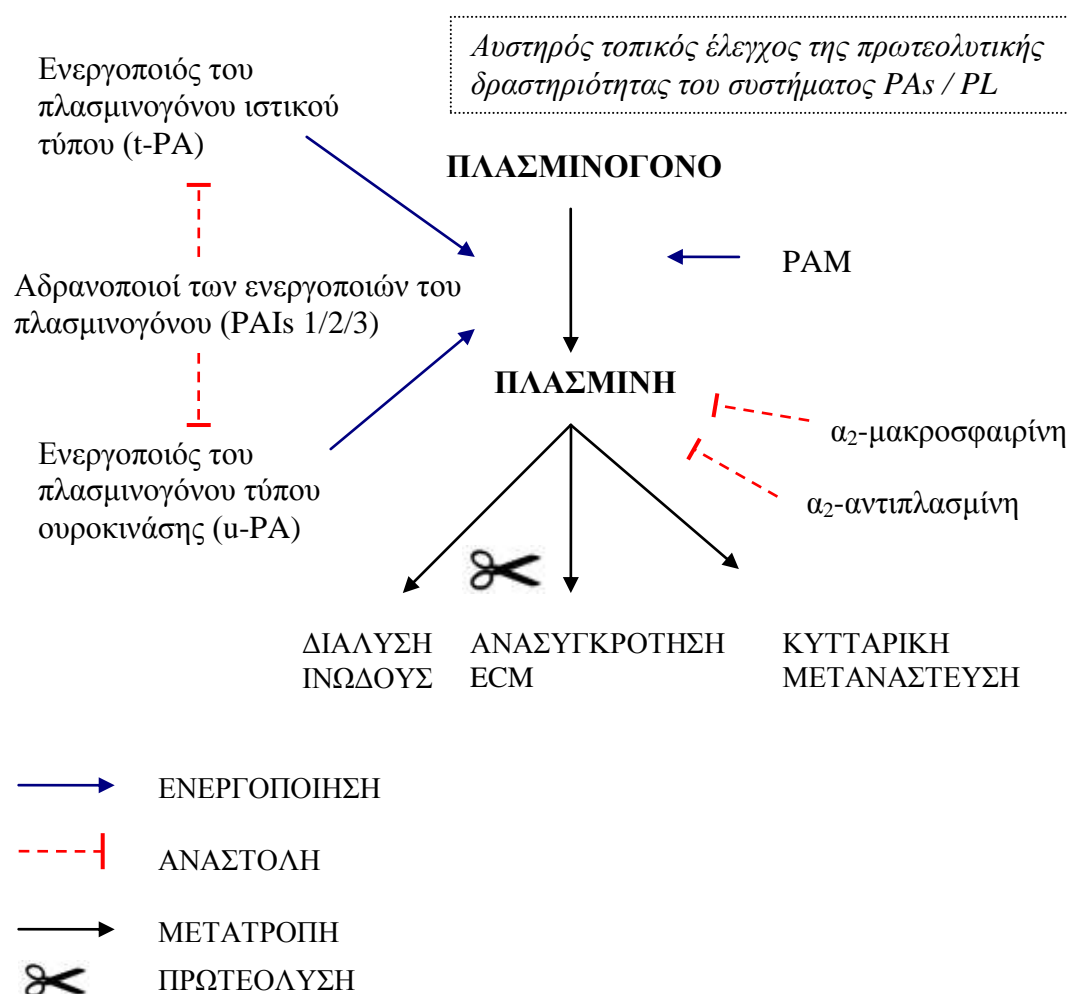 Αυστηρός τοπικός έλεγχος της πρωτεολυτικής
δραστηριότητας του συστήματος PAs / PL
Ενεργοποιός του
πλασμινογόνου ιστικού
τύπου (t-PA)
ΠΛΑΣΜΙΝΟΓΟΝΟ
PAM
Αδρανοποιοί των ενεργοποιών του
πλασμινογόνου (PAIs 1/2/3)
ΠΛΑΣΜΙΝΗ
α₂-μακροσφαιρίνη
Ενεργοποιός του
πλασμινογόνου τύπου
ουροκινάσης (u-PA)
α₂-αντιπλασμίνη
ΔΙΑΛΥΣΗ
ΙΝΩΔΟΥΣ
ΑΝΑΣΥΓΚΡΟΤΗΣΗ
ECM
ΚΥΤΤΑΡΙΚΗ
ΜΕΤΑΝΑΣΤΕΥΣΗ
ΕΝΕΡΓΟΠΟΙΗΣΗ
ΑΝΑΣΤΟΛΗ
ΜΕΤΑΤΡΟΠΗ
ΠΡΩΤΕΟΛΥΣΗ